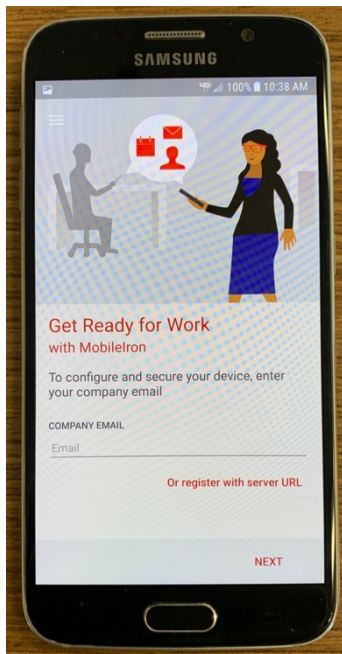 SAMSUNG
100% 10:38 AM
Get Ready for Work
with MobileIron
To configure and secure your device, enter
your company email
COMPANY EMAIL
Email
Or register with server URL
NEXT